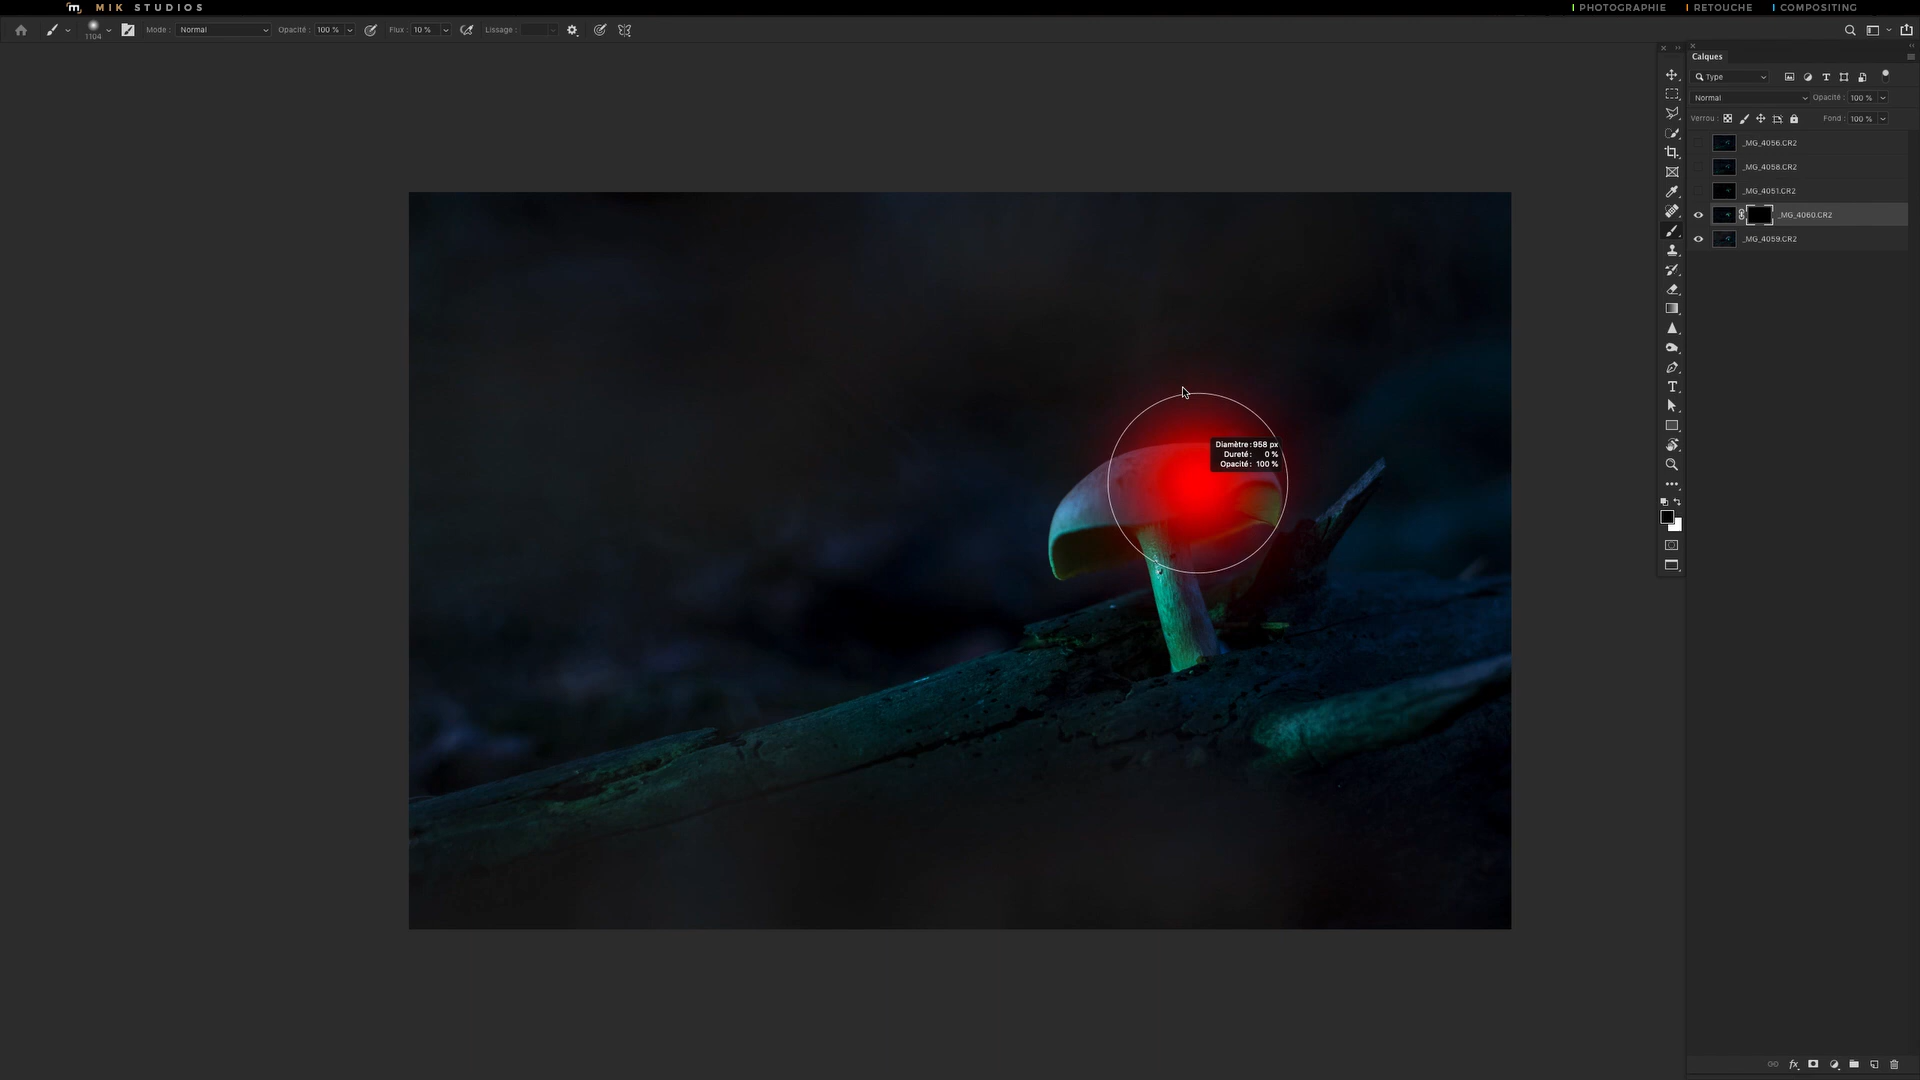 MIK STUDIOS
PHOTOGRAPHIE
RETOUCHE
COMPOSITING
1104
Mode : Normal
Opacité : 100 %
Flux : 10 %
Lissage :
Calques
Type
Normal
Opacité : 100 %
Verrou :
Fond : 100 %
_MG_4056.CR2
_MG_4058.CR2
_MG_4051.CR2
_MG_4060.CR2
_MG_4059.CR2
Diamètre : 958 px
Dureté : 0 %
Opacité : 100 %